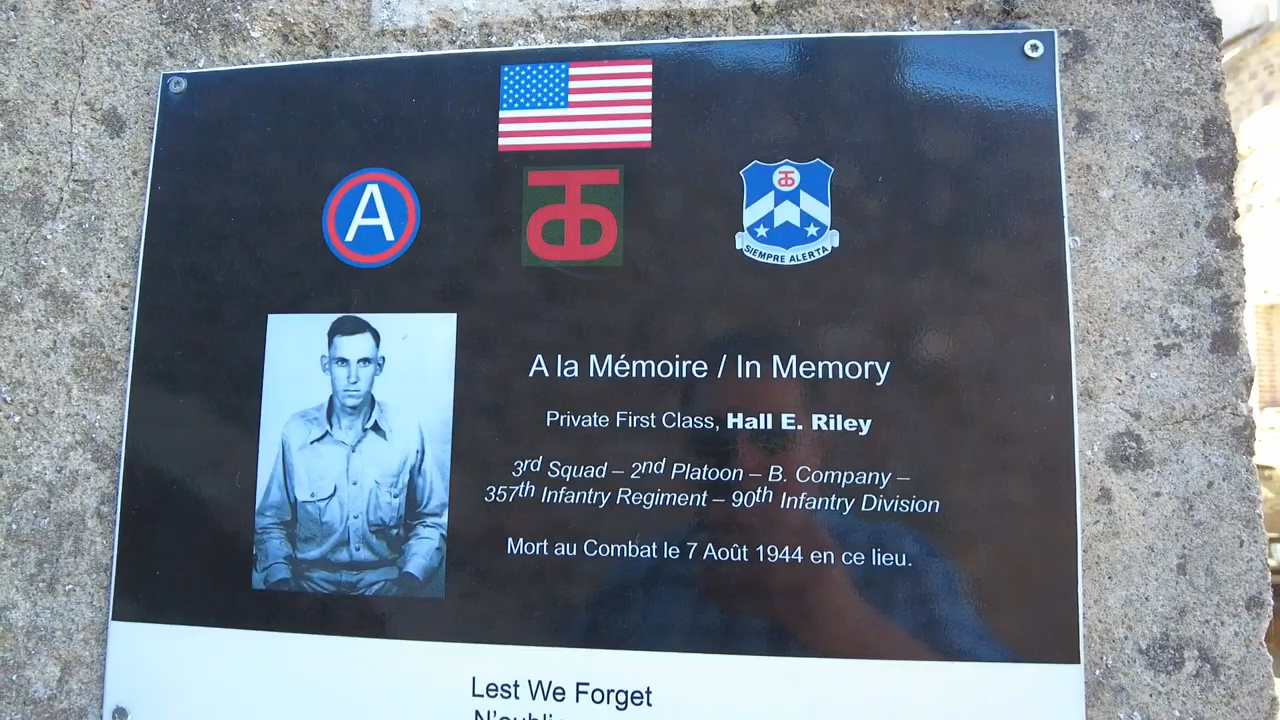 A
SIEMPRE ALERTA
A la Mémoire / In Memory
Private First Class, Hall E. Riley
3rd Squad – 2nd Platoon – B. Company –
357th Infantry Regiment – 90th Infantry Division
Mort au Combat le 7 Août 1944 en ce lieu.
Lest We Forget